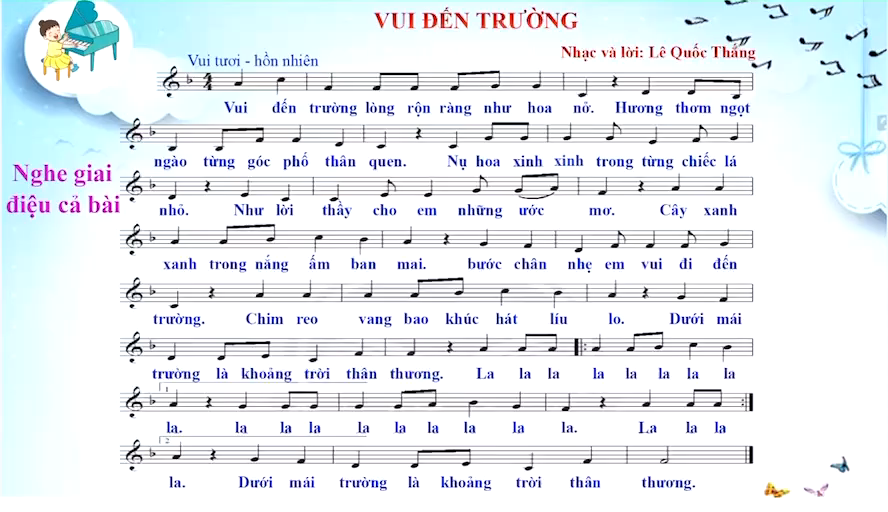 VUI ĐẾN TRƯỜNG
Nhạc và lời: Lê Quốc Thắng
Vui tươi - hồn nhiên
4
4
Vui đến trường lòng rộn ràng như hoa nở. Hương thơm ngọt
Nghe giai
điệu cả bài
ngào từng góc phố thân quen. Nụ hoa xinh xinh trong từng chiếc lá
nhỏ. Như lời thầy cho em những ước mơ. Cây xanh
xanh trong nắng ấm ban mai. bước chân nhẹ em vui đi đến
trường. Chim reo vang bao khúc hát líu lo. Dưới mái
trường là khoảng trời thân thương. La la la la la la la la
1
la. la la la la la la la la la. La la la
2
la. Dưới mái trường là khoảng trời thân thương.